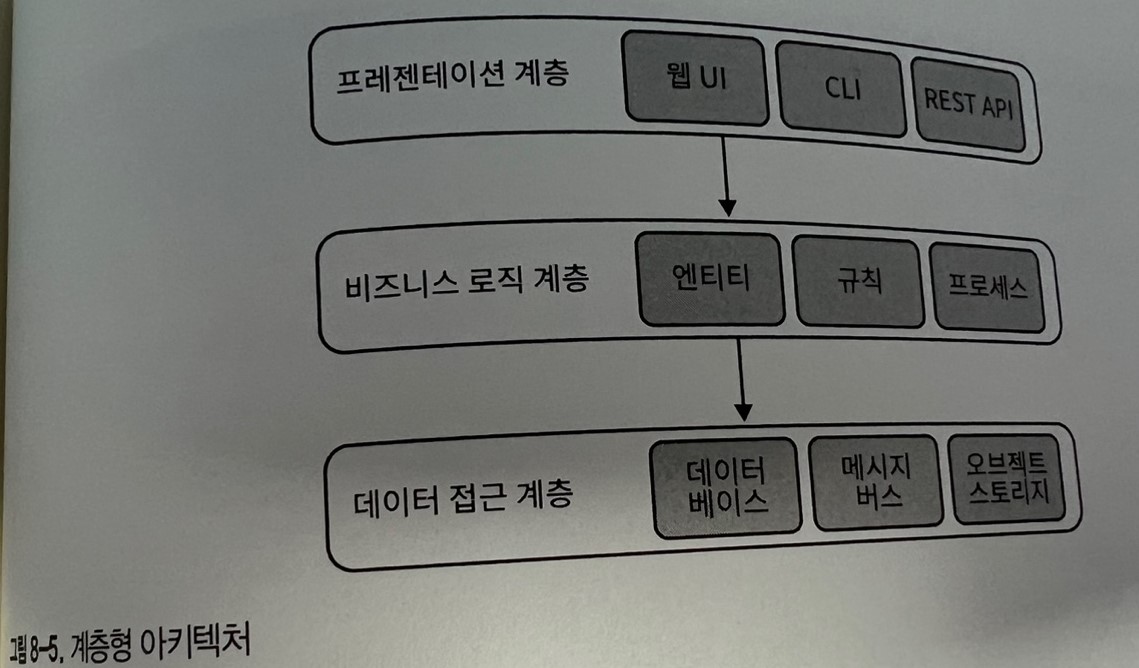 프레젠테이션 계층
웹 UI
CLI
REST API
비즈니스 로직 계층
엔티티
규칙
프로세스
데이터 접근 계층
데이터
베이스
메시지
버스
오브젝트
스토리지
그림 8-5. 계층형 아키텍처